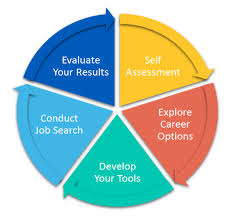 Evaluate
Your Results
Self
Assessment
Explore
Career
Options
Develop
Your Tools
Conduct
Job Search